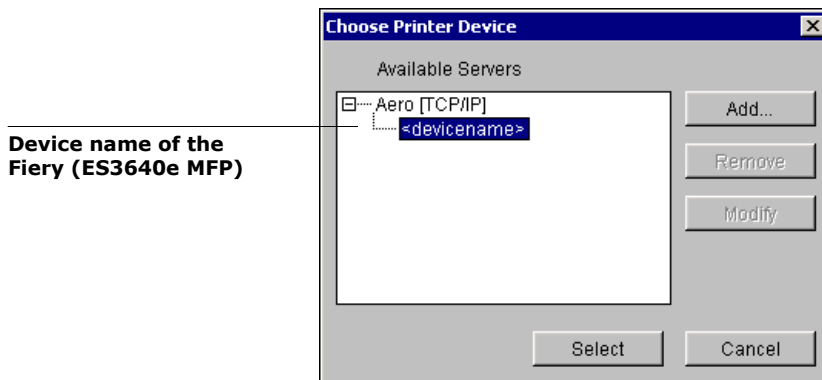 Choose Printer Device
Available Servers
Aero [TCP/IP]
<devicename>
Add...
Remove
Modify
Select
Cancel
Device name of the
Fiery (ES3640e MFP)